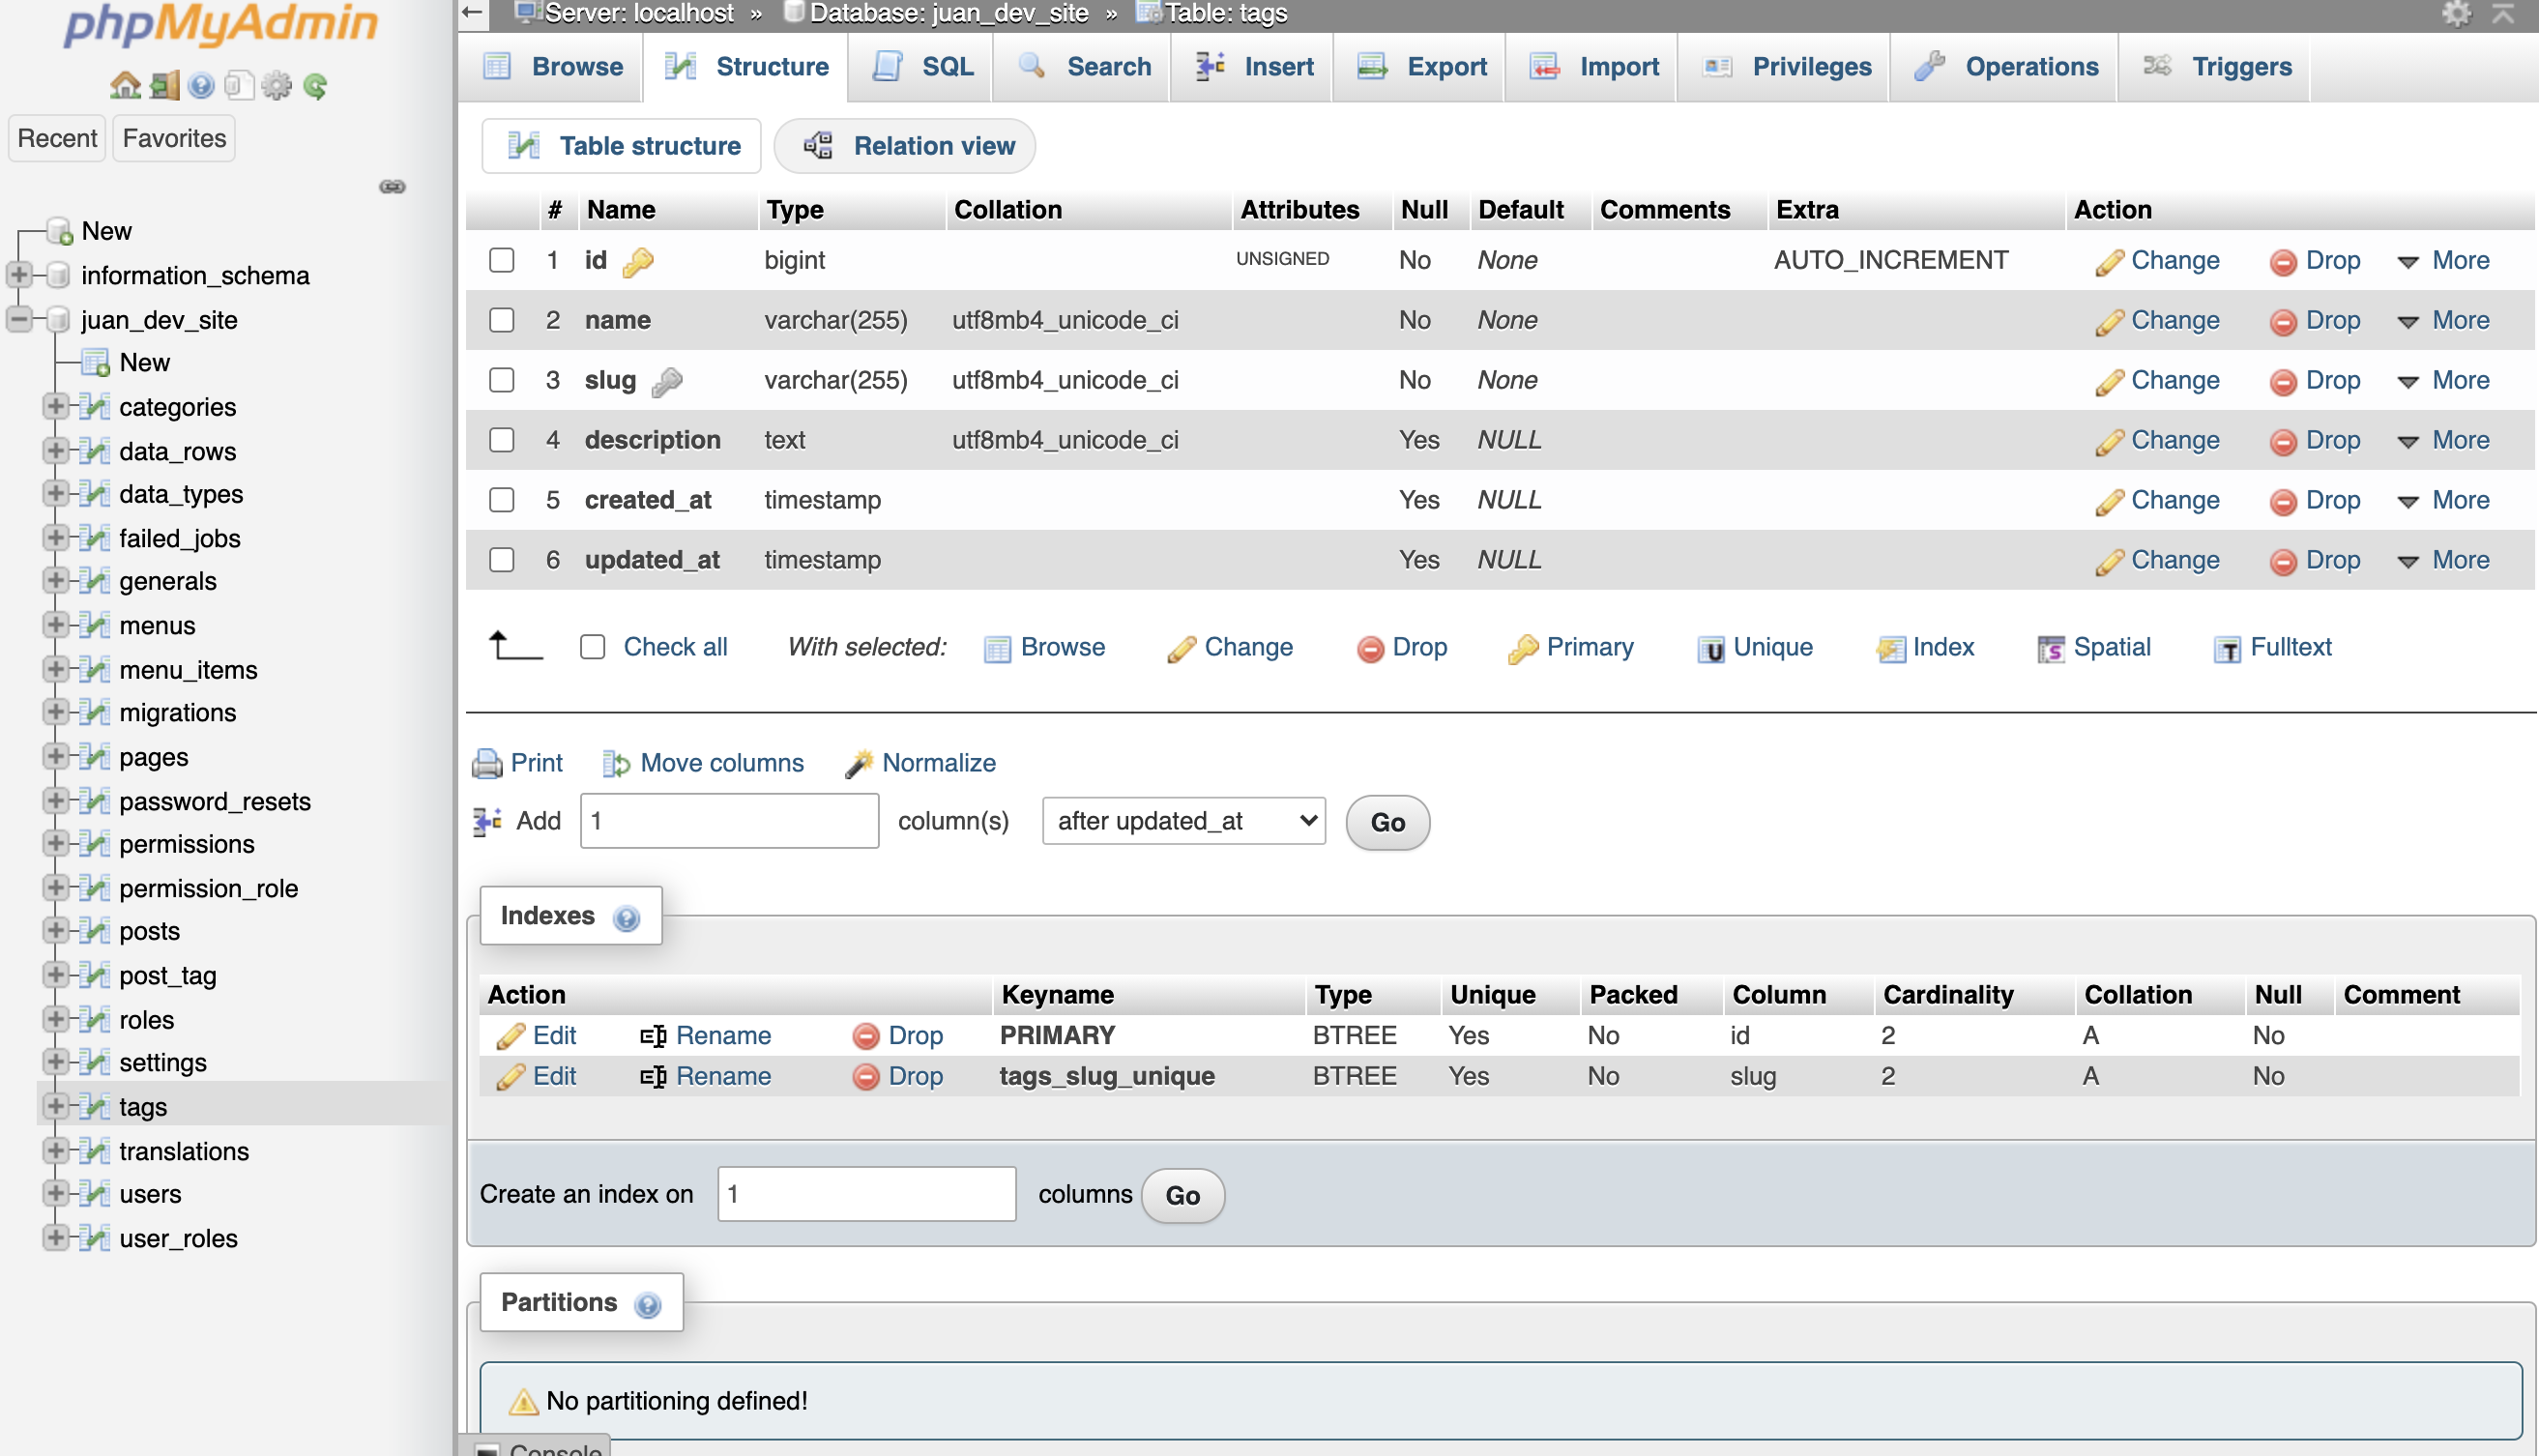 phpMyAdmin
Recent Favorites
New
information_schema
juan_dev_site
New
categories
data_rows
data_types
failed_jobs
generals
menus
menu_items
migrations
pages
password_resets
permissions
permission_role
posts
post_tag
roles
settings
tags
translations
users
user_roles
Server: localhost » Database: juan_dev_site » Table: tags
Browse Structure SQL Search Insert Export Import Privileges Operations Triggers
Table structure Relation view
# Name Type Collation Attributes Null Default Comments Extra Action
1 id bigint UNSIGNED No None AUTO_INCREMENT Change Drop More
2 name varchar(255) utf8mb4_unicode_ci No None Change Drop More
3 slug varchar(255) utf8mb4_unicode_ci No None Change Drop More
4 description text utf8mb4_unicode_ci Yes NULL Change Drop More
5 created_at timestamp Yes NULL Change Drop More
6 updated_at timestamp Yes NULL Change Drop More
Check all With selected: Browse Change Drop Primary Unique Index Spatial Fulltext
Print Move columns Normalize
Add 1 column(s) after updated_at Go
Indexes
Action Keyname Type Unique Packed Column Cardinality Collation Null Comment
Edit Rename Drop PRIMARY BTREE Yes No id 2 A No
Edit Rename Drop tags_slug_unique BTREE Yes No slug 2 A No
Create an index on 1 columns Go
Partitions
No partitioning defined!
Console